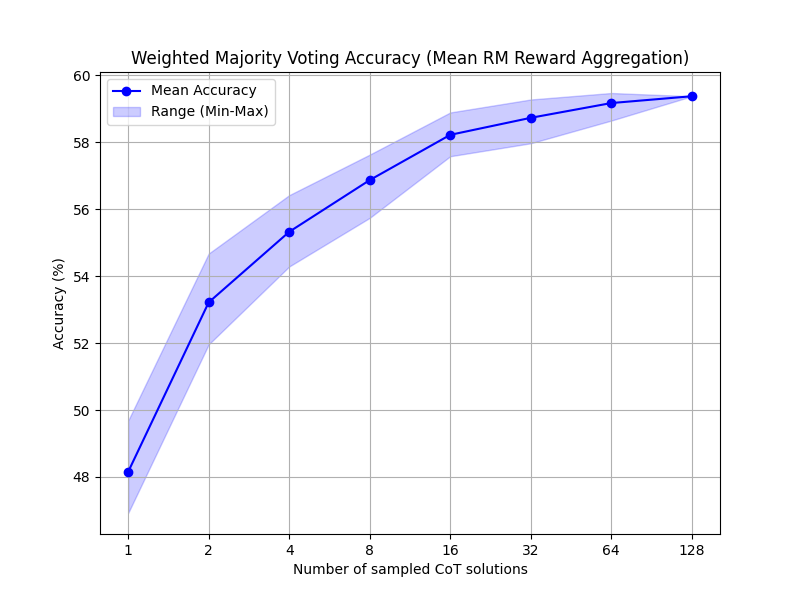 Weighted Majority Voting Accuracy (Mean RM Reward Aggregation)
Mean Accuracy
Range (Min-Max)
Accuracy (%)
60
58
56
54
52
50
48
1 2 4 8 16 32 64 128
Number of sampled CoT solutions